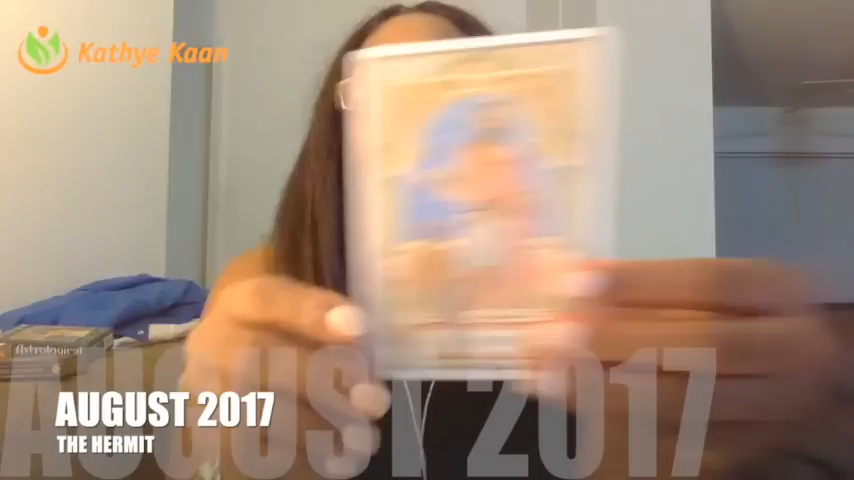 Kathye Kaan
Astrological
AUGUST 2017
AUGUST 2017
THE HERMIT